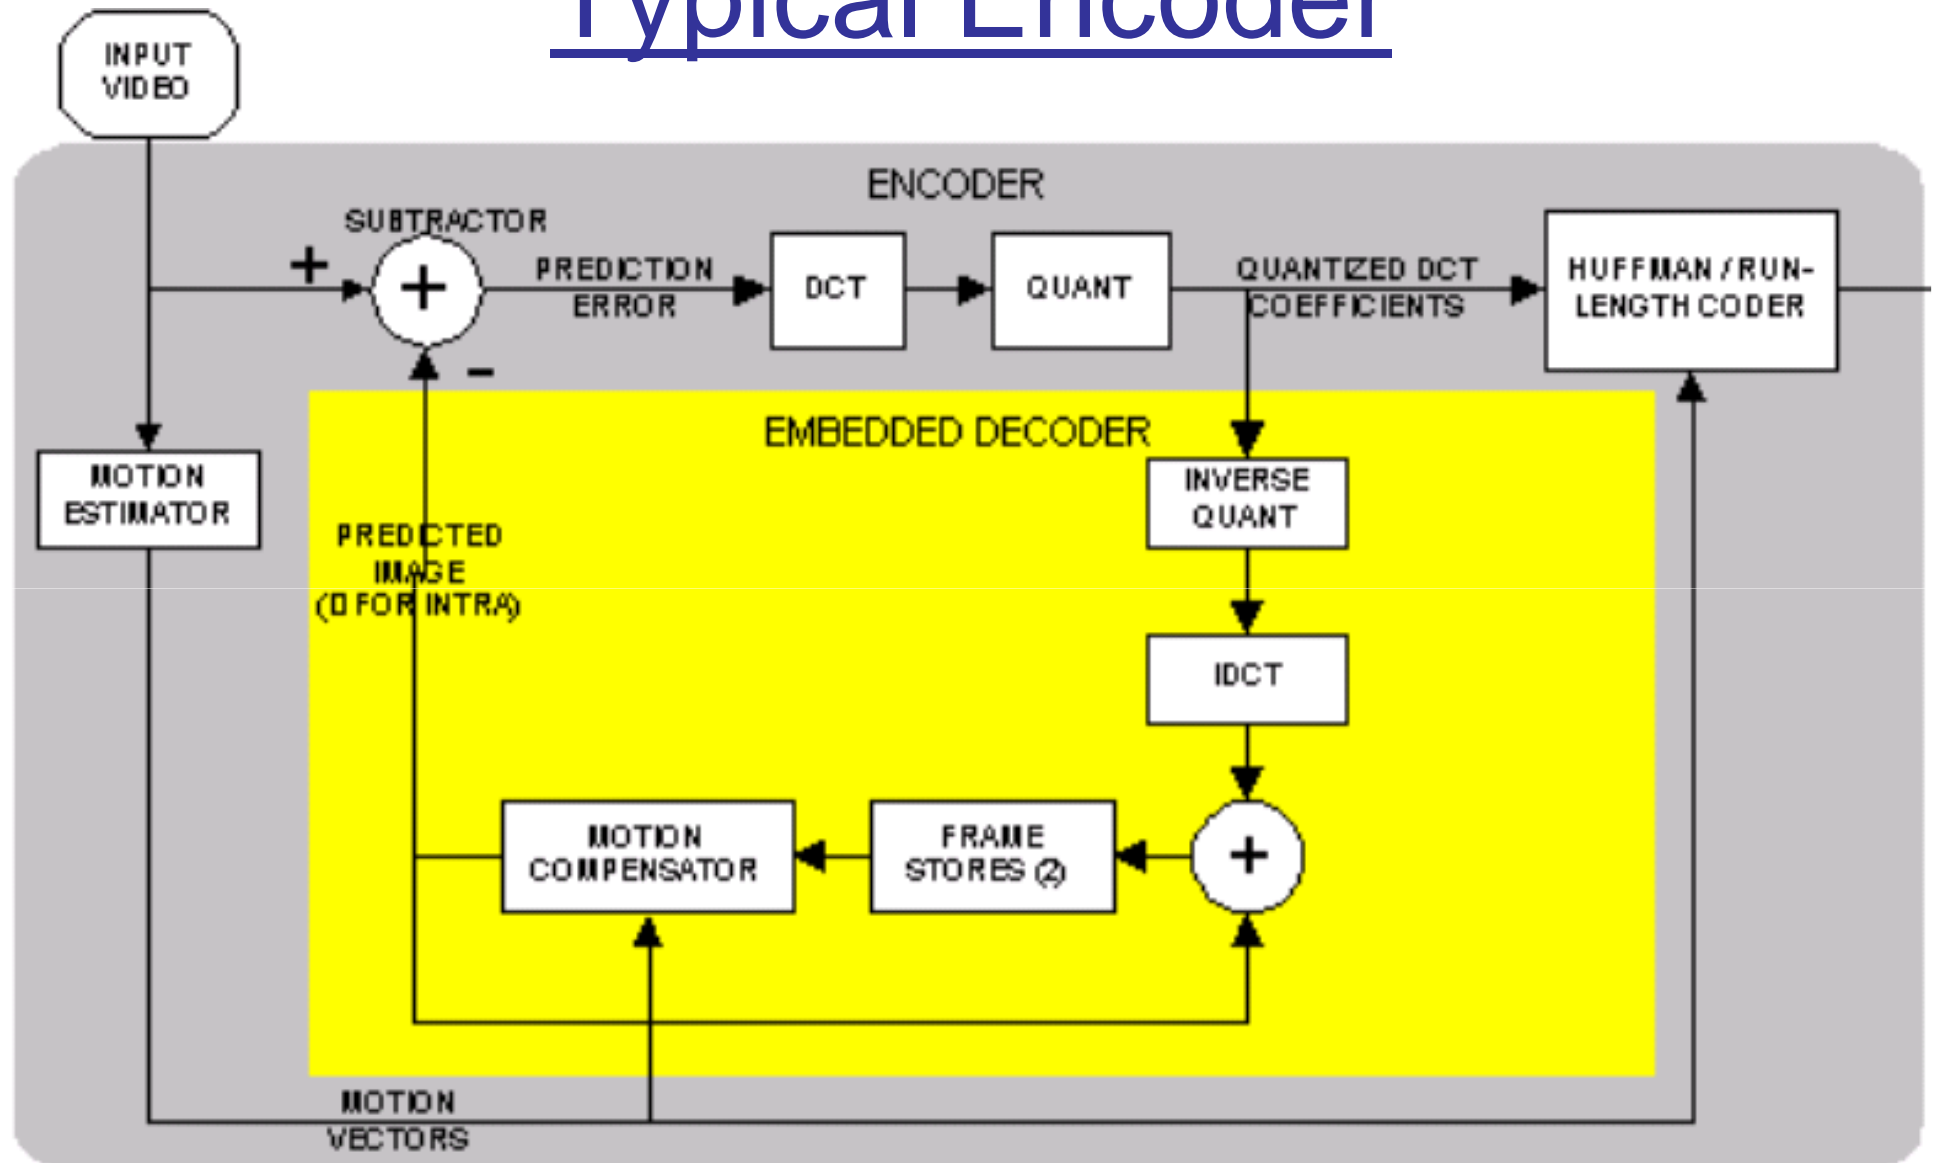 Typical Encoder
INPUT
VIDEO
ENCODER
SUBTRACTOR
+
+
PREDICTION
ERROR
DCT
QUANT
QUANTIZED DCT
COEFFICIENTS
HUFFMAN / RUN-
LENGTH CODER
-
EMBEDDED DECODER
MOTION
ESTIMATOR
PREDICTED
IMAGE
(0 FOR INTRA)
INVERSE
QUANT
IDCT
MOTION
COMPENSATOR
FRAME
STORES (2)
+
MOTION
VECTORS